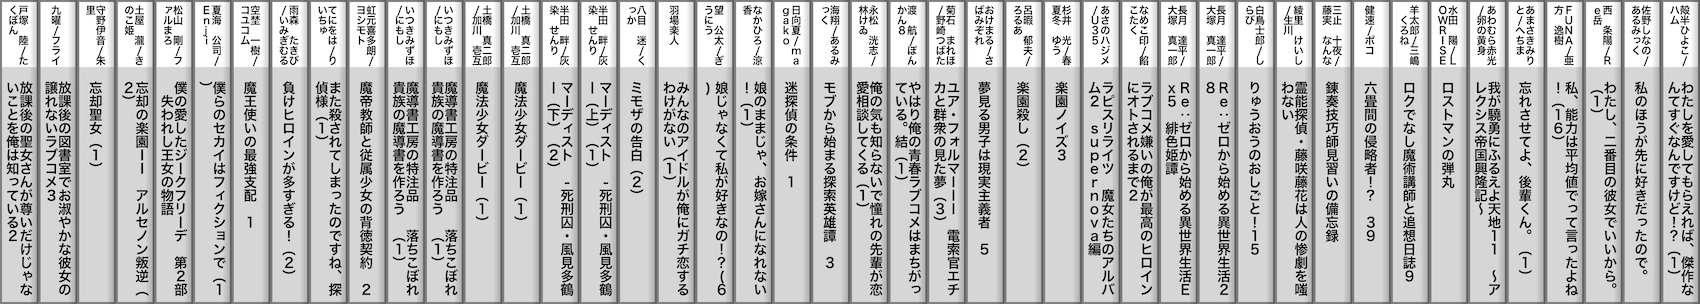 殻半ひよこ/
ハム
わたしを愛してもらえれば、傑作な
んてすぐなんですけど!?(1)
佐野しなの/
あるみっく
私のほうが先に好きだったので。
西 条陽/R
e岳
わたし、二番目の彼女でいいから。
(1)
FUNA/亜
方 逸樹
私、能力は平均値でって言ったよね
!(16)
あまさきみり
と/へちま
忘れさせてよ、後輩くん。(1)
あわむら赤光
/卵の黄身
我が驍勇にふるえよ天地11 ～ア
レクシス帝国興隆記～
水田 陽/L
OWRISE
ロストマンの弾丸
羊太郎/三嶋
くろね
ロクでなし魔術講師と追想日誌9
健速/ポコ
六畳間の侵略者!? 39
三止 十夜/
藤実 なんな
錬奏技巧師見習いの備忘録
綾里 けいし
/生川
霊能探偵・藤咲藤花は人の惨劇を嗤
わない
白鳥士郎/し
らび
りゅうおうのおしごと!15
長月 達平/
大塚 真一郎
Re:ゼロから始める異世界生活2
8
長月 達平/
大塚 真一郎
Re:ゼロから始める異世界生活E
x5 緋色姫譚
なめこ印/餡
こたく
ラブコメ嫌いの俺が最高のヒロイン
にオトされるまで2
あさのハジメ
/U35
ラピスリライツ 魔女たちのアルバ
ム2 supernova編
杉井 光/春
夏冬 ゆう
楽園ノイズ3
呂暇 郁夫/
ろるあ
楽園殺し(2)
おけまる/さ
ばみぞれ
夢見る男子は現実主義者 5
菊石 まれほ
/野崎つばた
ユア・フォルマIII 電索官エチ
カと群衆の見た夢(3)
渡 航/ぽん
かん8
やはり俺の青春ラブコメはまちがっ
ている。結(1)
永松 洸志/
林けゐ
俺の気も知らないで憧れの先輩が恋
愛相談してくる(1)
海翔/あるみ
っく
モブから始まる探索英雄譚 3
日向夏/ma
gako
迷探偵の条件 1
なかひろ/涼
香
娘のままじゃ、お嫁さんになれない
!(1)
望 公太/ぎ
うにう
娘じゃなくて私が好きなの!?(6
)
羽場楽人
みんなのアイドルが俺にガチ恋する
わけがない(1)
八目 迷/く
っか
ミモザの告白(2)
半田 畔/灰
染 せんり
マーディスト ‐死刑囚・風見多鶴
ー(上)(1)
半田 畔/灰
染 せんり
マーディスト ‐死刑囚・風見多鶴
ー(下)(2)
土橋 真二郎
/加川 壱互
魔法少女ダービー(1)
土橋 真二郎
/加川 壱互
魔法少女ダービー(1)
いつきみずほ
/にもし
魔導書工房の特注品 落ちこぼれ
貴族の魔導書を作ろう (1)
いつきみずほ
/にもし
魔導書工房の特注品 落ちこぼれ
貴族の魔導書を作ろう (1)
虹元喜多朗/
ヨシモト
魔帝教師と従属少女の背徳契約 2
てにをは/り
いちゅ
また殺されてしまったのですね、探
偵様(1)
雨森 たきび
/いみぎむる
負けヒロインが多すぎる!(2)
空埜 一樹/
コユコム
魔王使いの最強支配 1
夏海 公司/
Enji
僕らのセカイはフィクションで(1
)
松山 剛/フ
アルまろ
僕の愛したジークフリーデ 第2部
 失われし王女の物語
土屋 瀧/き
のこ姫
忘却の楽園II アルセノン叛逆(
2)
守野伊音/朱
里
忘却聖女(1)
九曜/フライ
放課後の図書室でお淑やかな彼女の
譲れないラブコメ3
戸塚 陸/た
くぼん
放課後の聖女さんが尊いだけじゃな
いことを俺は知っている2